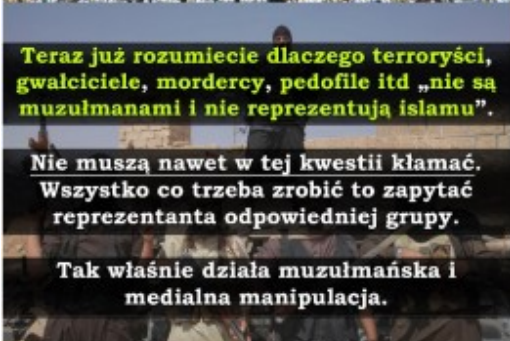 Teraz już rozumiecie dlaczego terroryści,
gwałciciele, mordercy, pedofile itd „nie są
muzułmanami i nie reprezentują islamu”.
Nie muszą nawet w tej kwestii kłamać.
Wszystko co trzeba zrobić to zapytać
reprezentanta odpowiedniej grupy.
Tak właśnie działa muzułmańska i
medialna manipulacja.